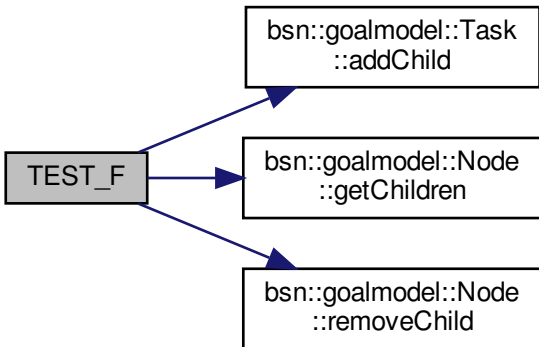 bsn::goalmodel::Task
::addChild
TEST_F
bsn::goalmodel::Node
::getChildren
bsn::goalmodel::Node
::removeChild